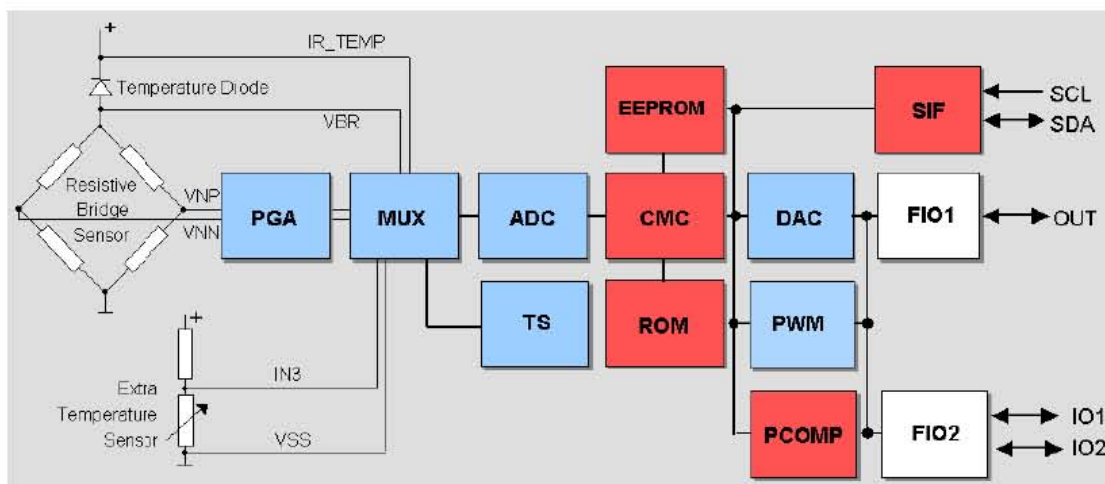 IR_TEMP
Temperature Diode
VBR
EEPROM
SIF
SCL
SDA
Resistive
Bridge
Sensor
VNP
VNN
PGA
MUX
ADC
CMC
DAC
FIO1
OUT
TS
ROM
PWM
Extra
Temperature
Sensor
IN3
VSS
PCOMP
FIO2
IO1
IO2